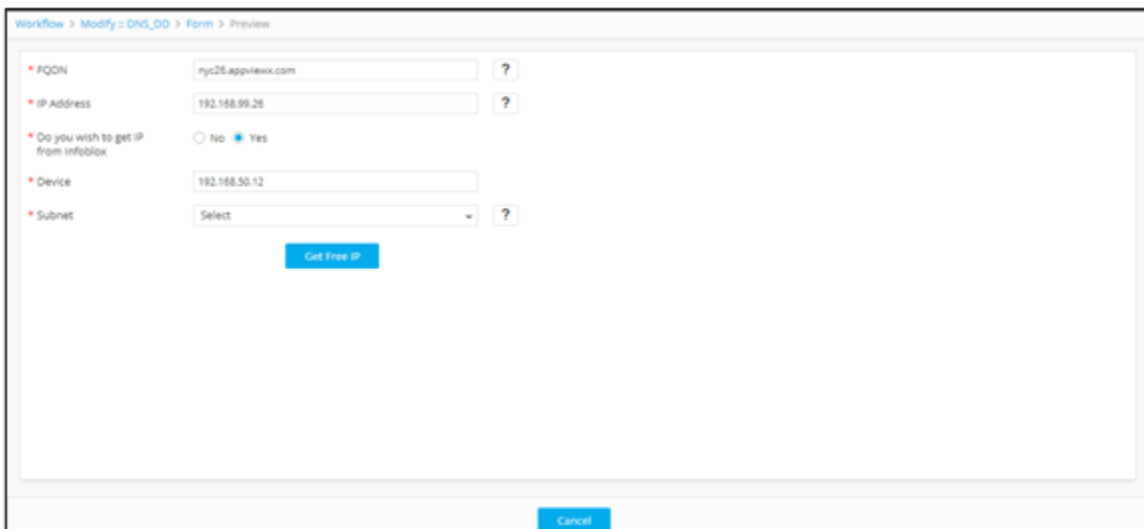 Workflow > Modify :: DNS_DD > Form > Preview
* FQDN
nyc26.appviewx.com
?
* IP Address
192.168.99.26
?
* Do you wish to get IP
from Infoblox
No
Yes
* Device
192.168.50.12
* Subnet
Select
?
Get Free IP
Cancel